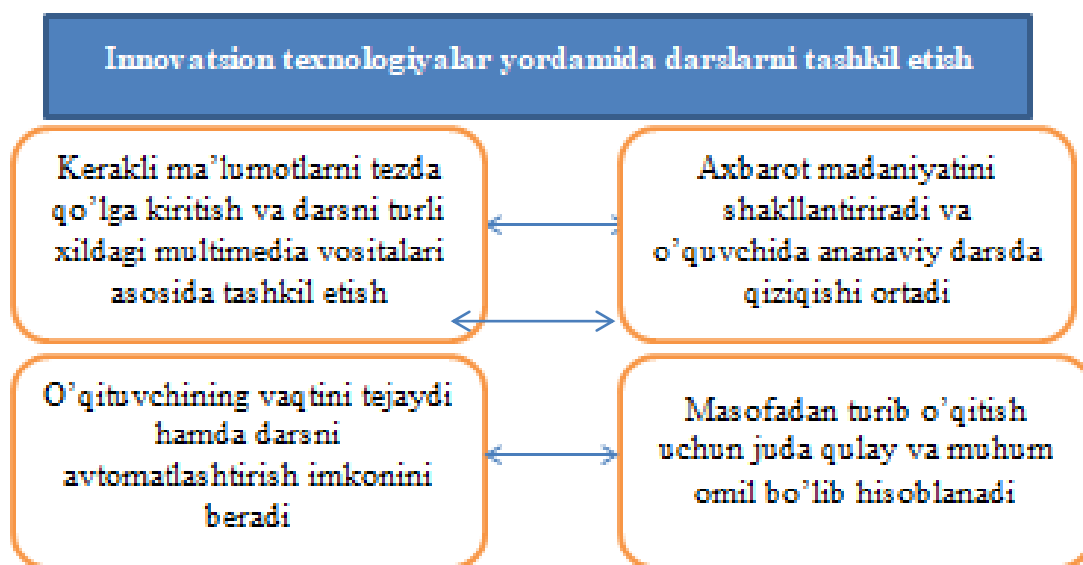 Innovatsion texnologiyalar yordamida darslarni tashkil etish
Kerakli ma’lumotlarni tezda
qo’lga kiritish va darsni turli
xildagi multimedia vositalari
asosida tashkil etish
Axbarot madaniyatini
shakllantiriradi va
o’quvchida ananaviy darsda
qiziqishi ortadi
O’qituvchining vaqtini tejaydi
hamda darsni
avtomatlashtirish imkonini
beradi
Masofadan turib o’qitish
uchun juda qulay va muhum
omil bo’lib hisoblanadi